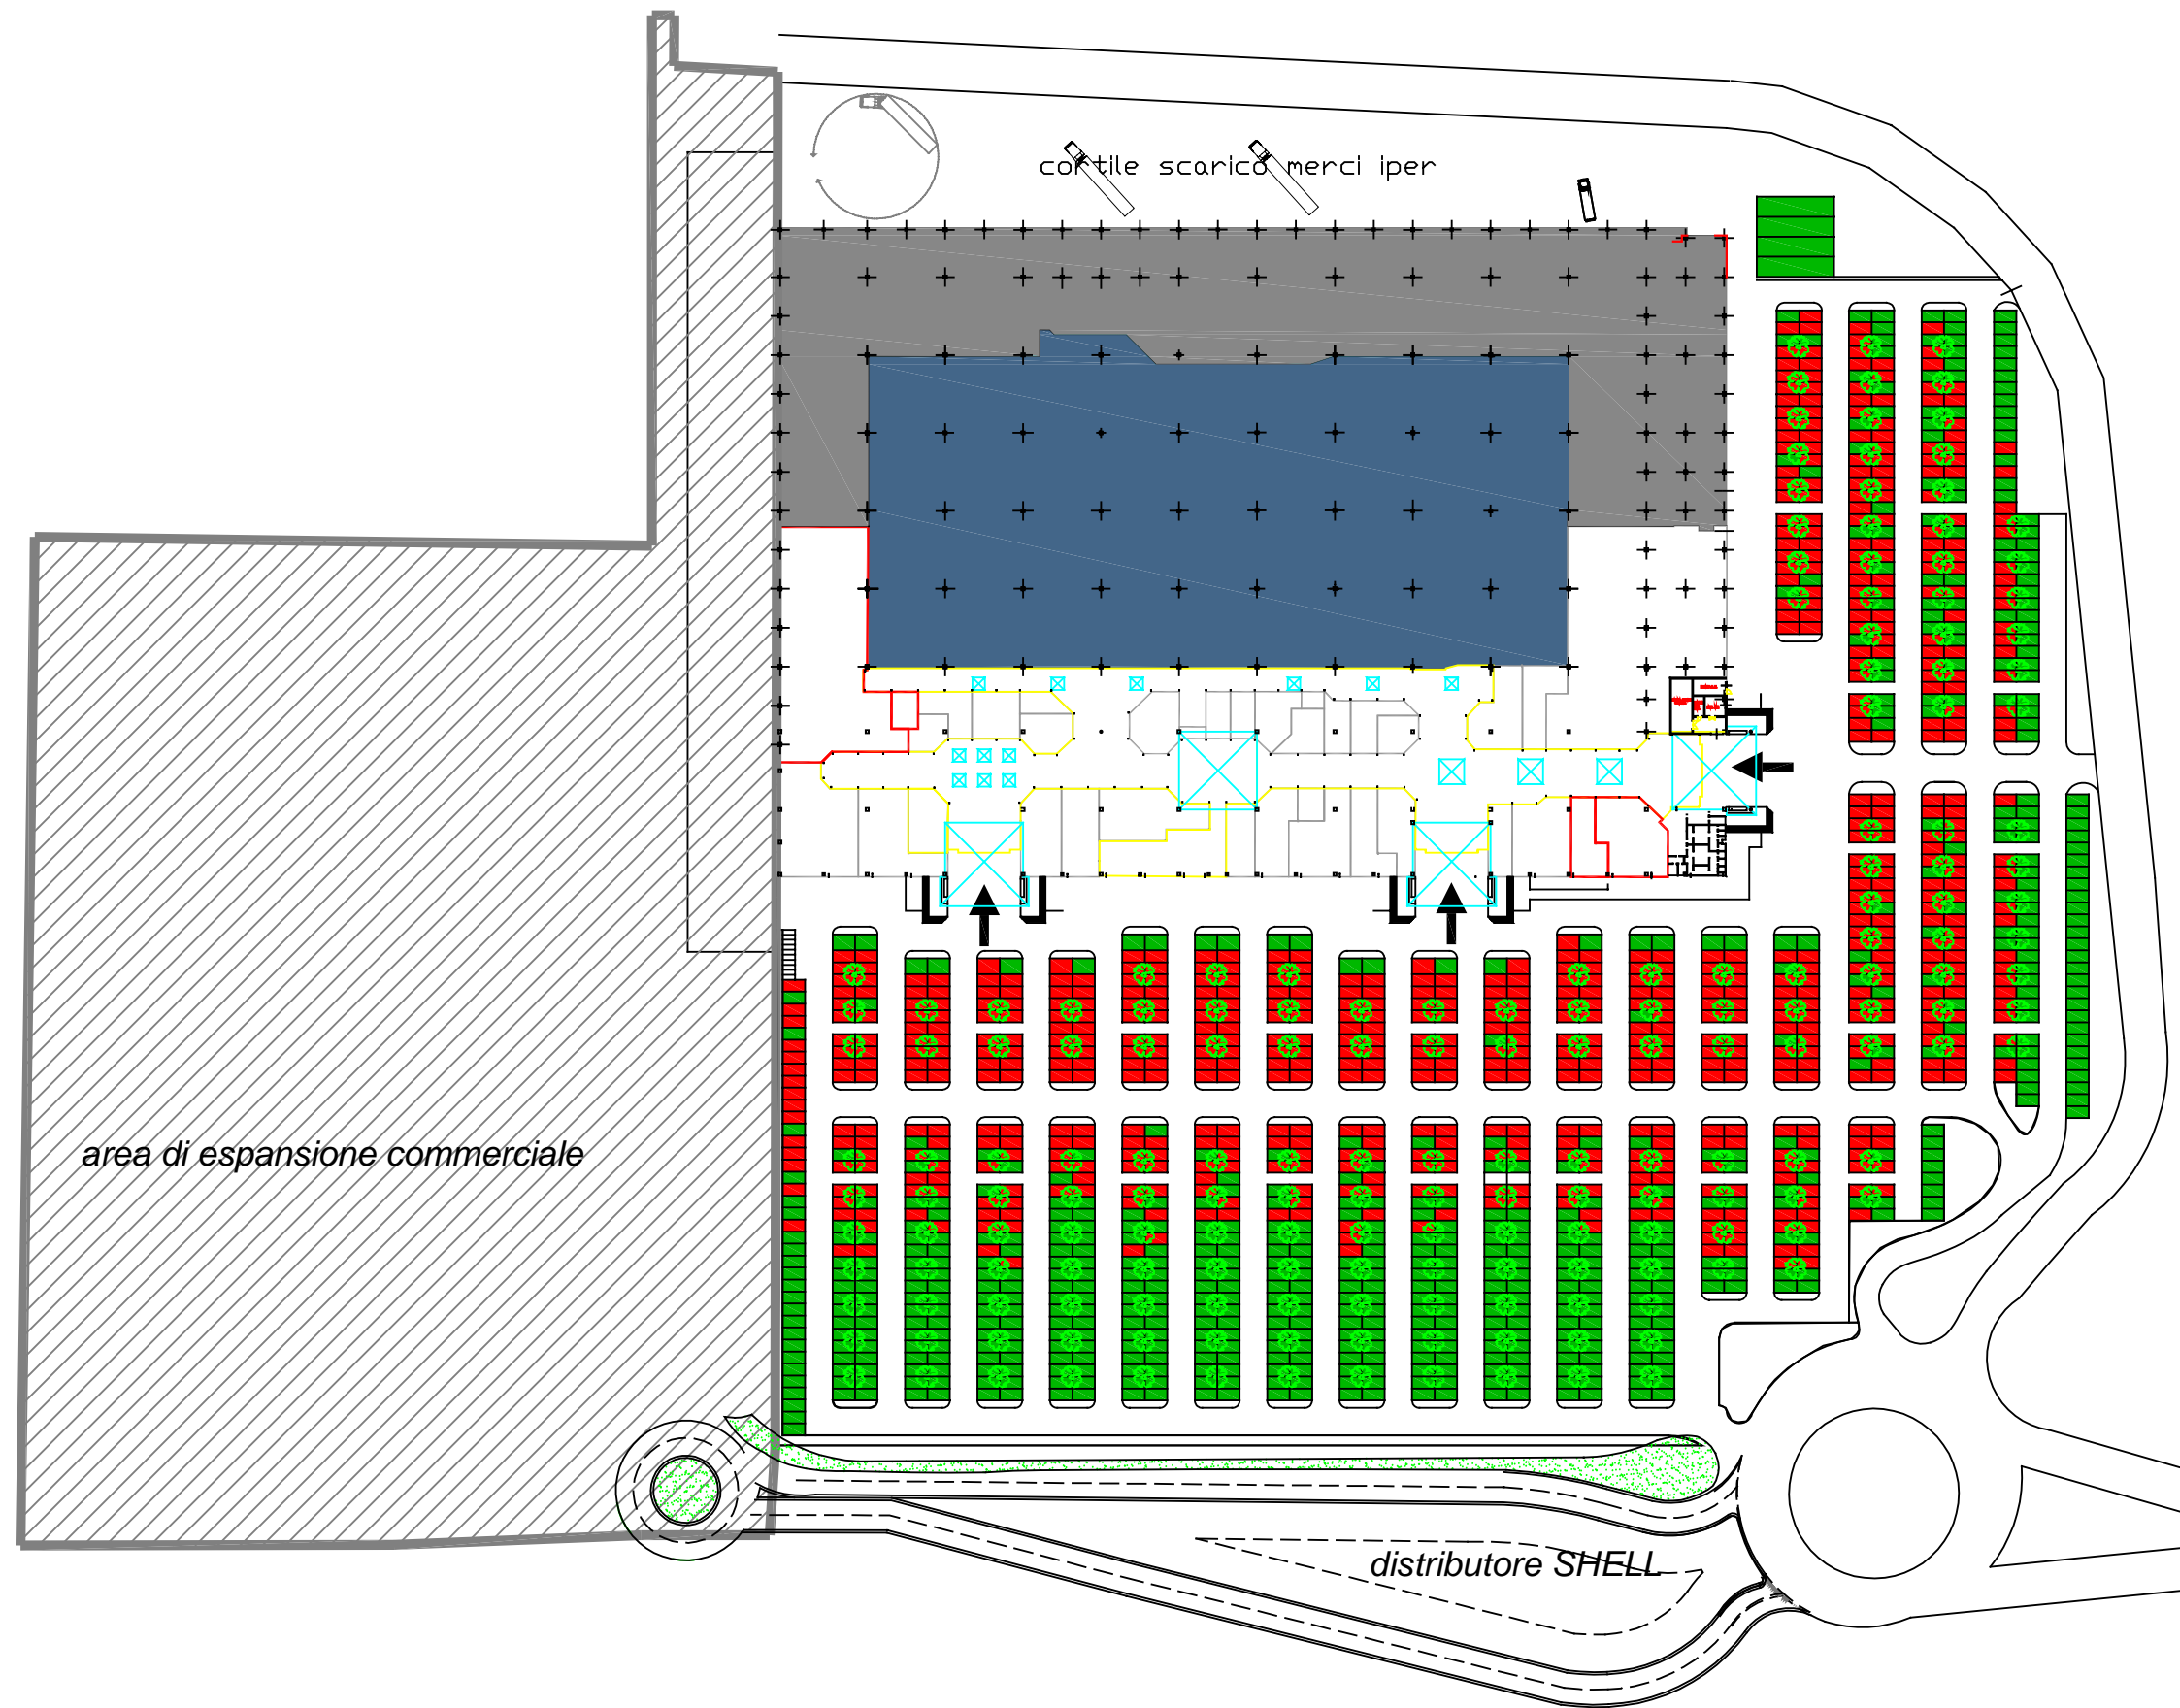 cortile scarico merci iper
area di espansione commerciale
distributore SHELL